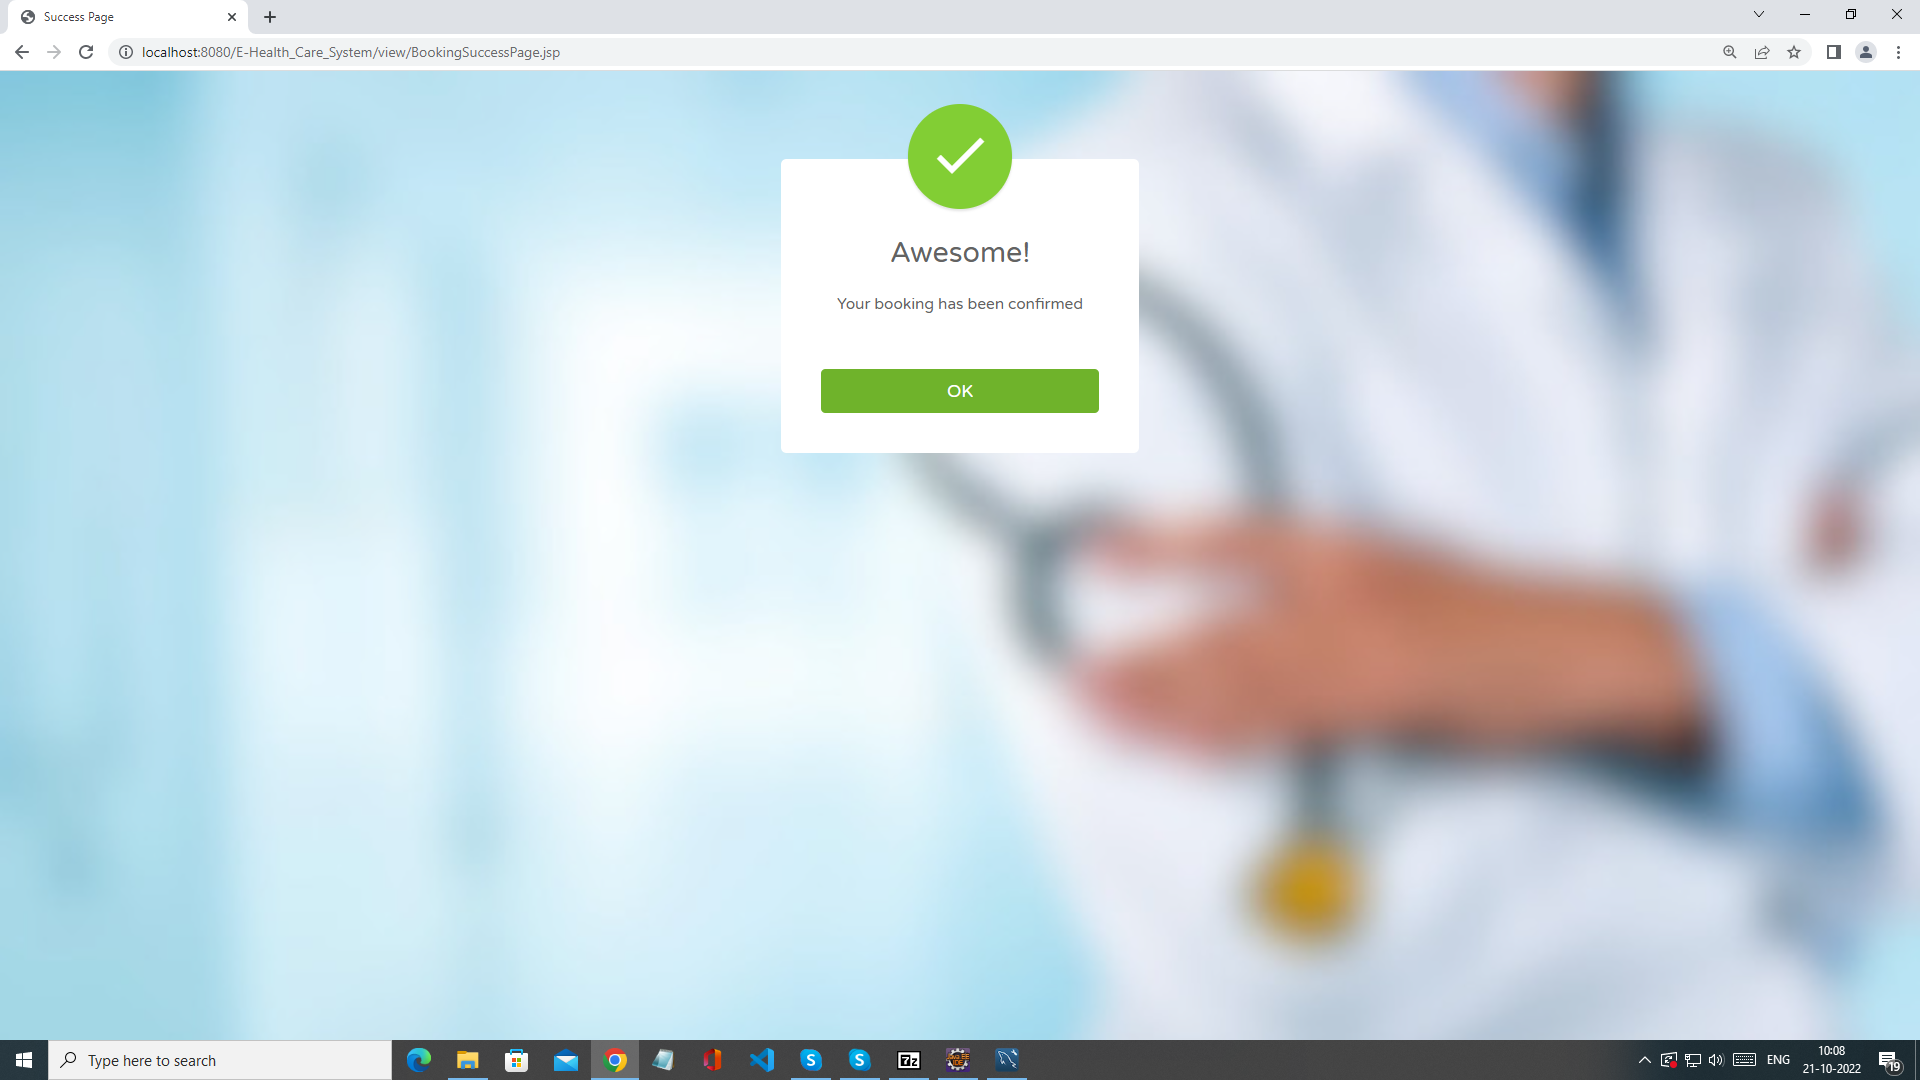 Success Page
localhost:8080/E-Health_Care_System/view/BookingSuccessPage.jsp
Awesome!
Your booking has been confirmed
OK
Type here to search
7z
ENG
10:08
21-10-2022
19